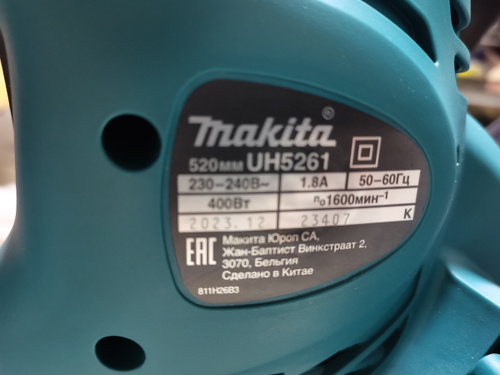 makita®
520мм UH5261
230-240В~ 1.8А 50-60Гц
400Вт n₀1600мин⁻¹
2023.12 23407 К
EAC Макита Юроп СА,
Жан-Баптист Винкстраат 2,
3070, Бельгия
Сделано в Китае
811H26B3